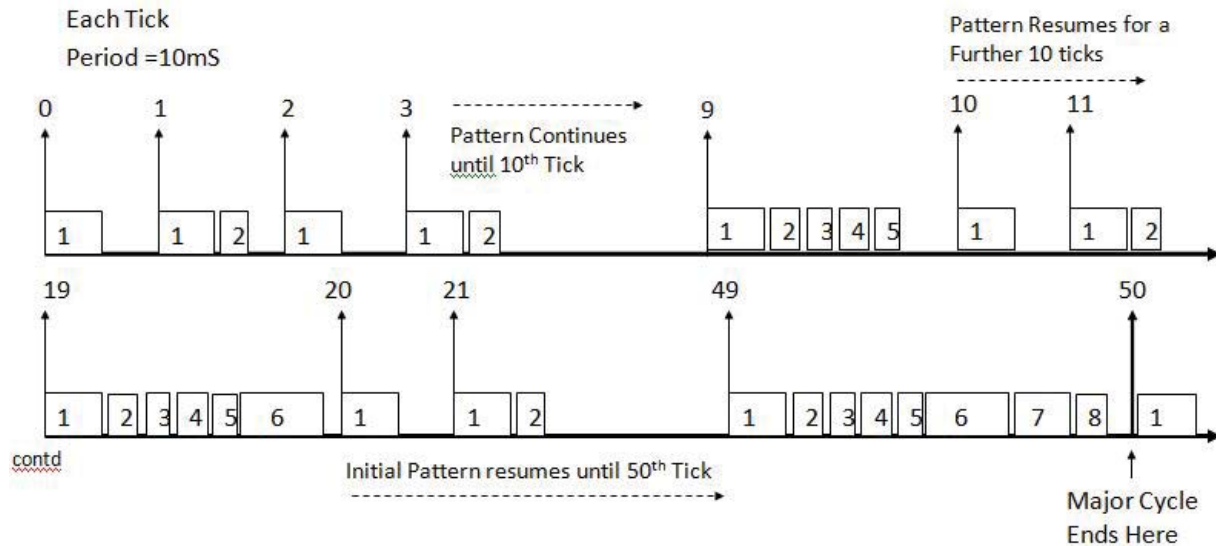 Each Tick
Period =10mS
Pattern Resumes for a
Further 10 ticks
0 1 2 3 9 10 11
Pattern Continues
until 10th Tick
1 1 2 1 1 2 1 2 3 4 5 1 1 2
19 20 21 49 50
1 2 3 4 5 6 1 1 2 1 2 3 4 5 6 7 8 1
contd
Initial Pattern resumes until 50th Tick
Major Cycle
Ends Here